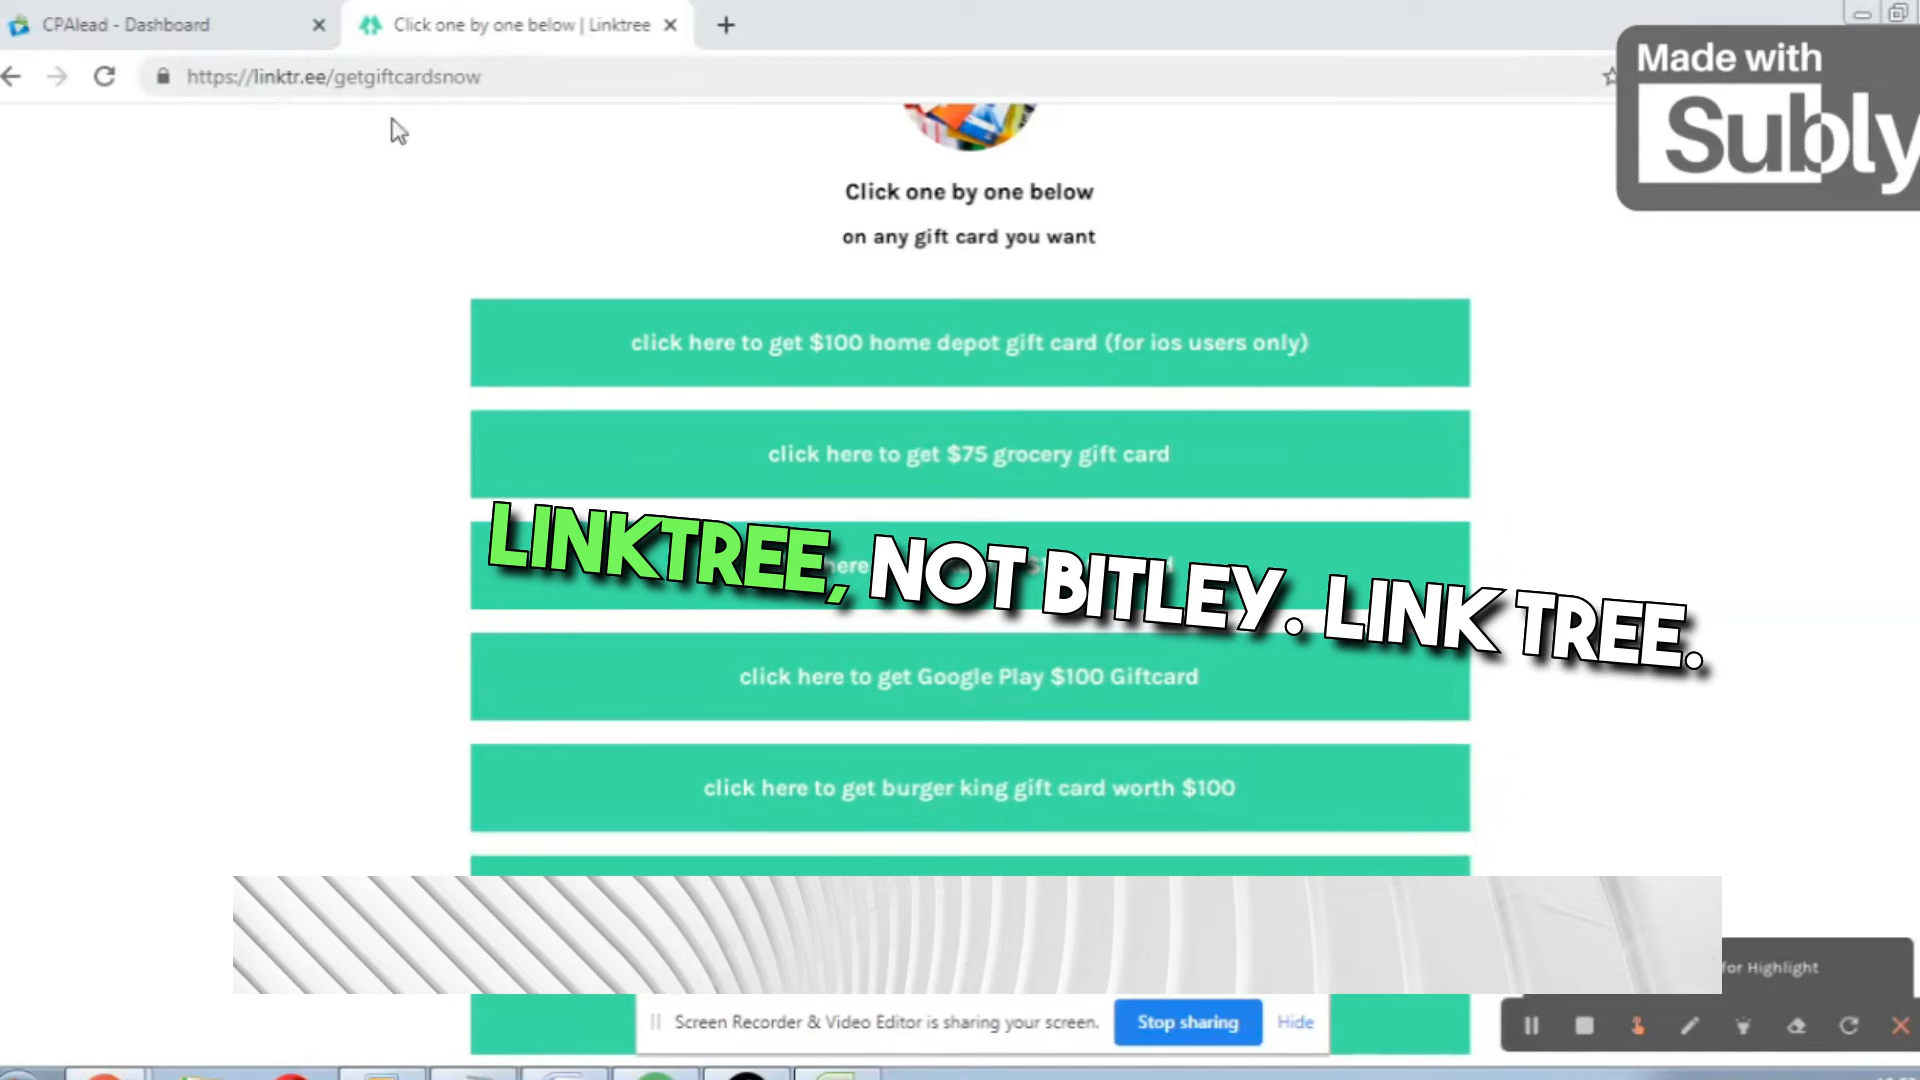 CPAlead - Dashboard
Click one by one below | Linktree
https://linktr.ee/getgiftcardsnow
Made with
Subly
Click one by one below
on any gift card you want
click here to get $100 home depot gift card (for ios users only)
click here to get $75 grocery gift card
LINKTREE, NOT BITLEY. LINK TREE.
click here to get Google Play $100 Giftcard
click here to get burger king gift card worth $100
for Highlight
Screen Recorder & Video Editor is sharing your screen.
Stop sharing
Hide